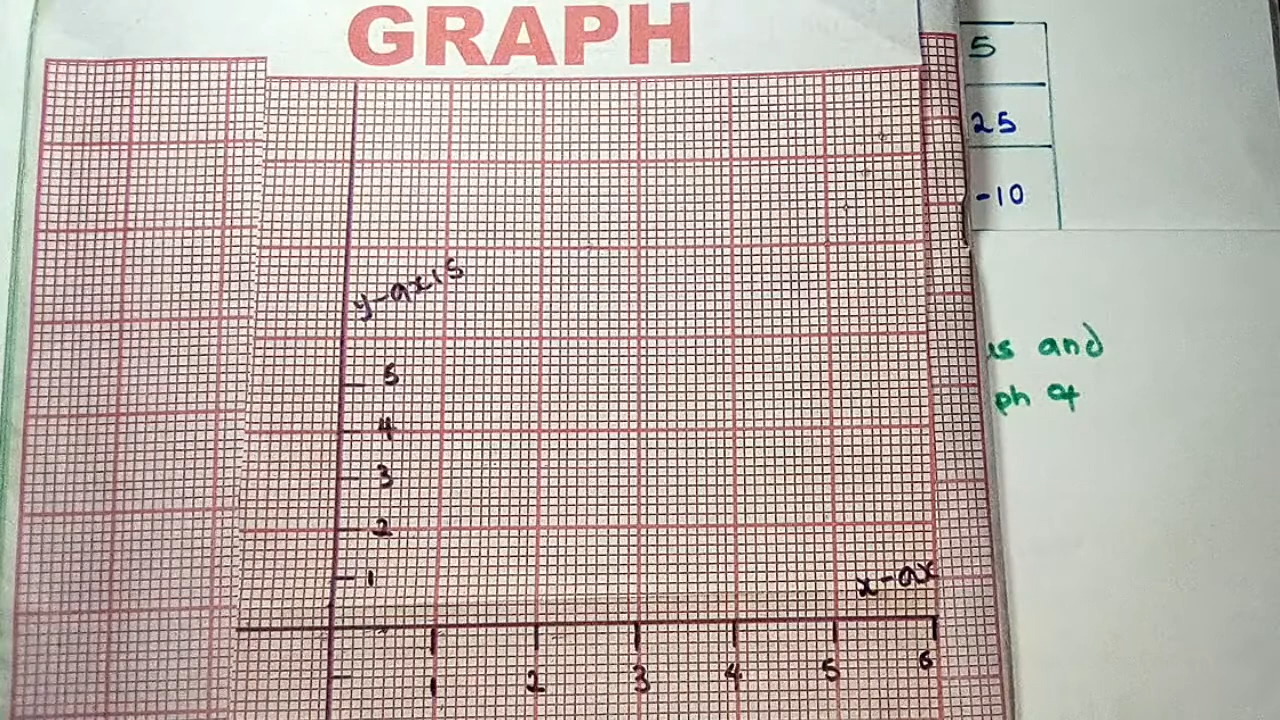 GRAPH
5
25
-10
y-axis
and
5
4
ph of
3
2
1
x-ax
1 2 3 4 5 6